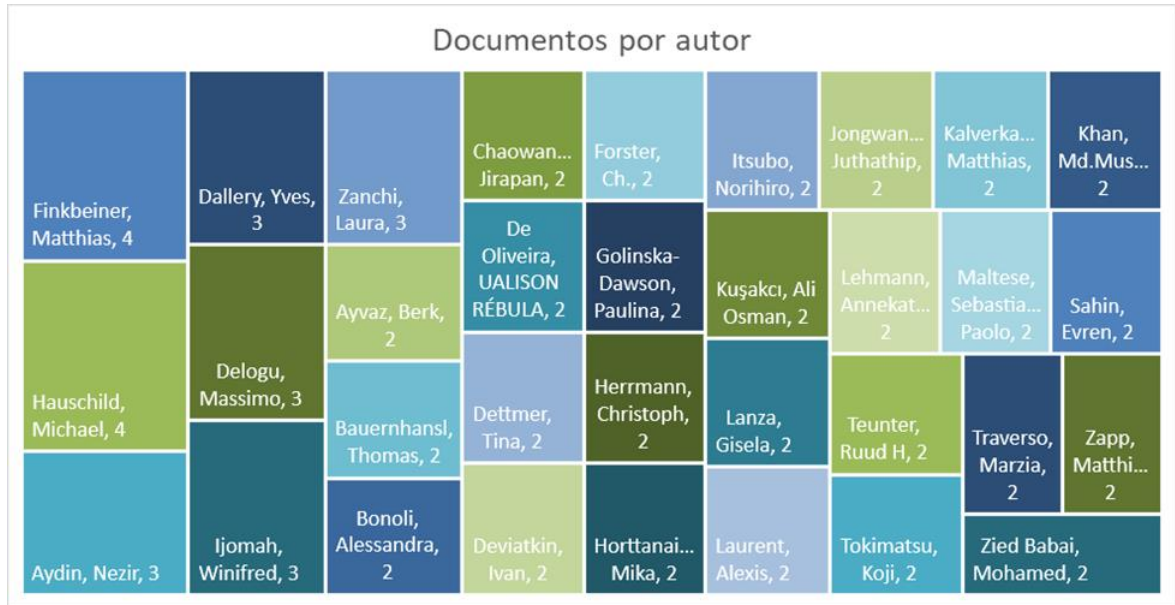 Documentos por autor
Finkbeiner,
Matthias, 4
Hauschild,
Michael, 4
Aydin, Nezir, 3
Dallery, Yves,
3
Delogu,
Massimo, 3
Ijomah,
Winifred, 3
Zanchi,
Laura, 3
Ayvaz, Berk,
2
Bauernhansl,
Thomas, 2
Bonoli,
Alessandra,
2
Chaowan...
Jirapan, 2
De
Oliveira,
UALISON
RÉBULA, 2
Dettmer,
Tina, 2
Deviatkin,
Ivan, 2
Forster,
Ch., 2
Golinska-
Dawson,
Paulina, 2
Herrmann,
Christoph,
2
Horttanai...
Mika, 2
Itsubo,
Norihiro, 2
Kuşakcı, Ali
Osman, 2
Lanza,
Gisela, 2
Laurent,
Alexis, 2
Jongwan...
Juthathip,
2
Kalverka...
Matthias,
2
Khan,
Md.Mus...
2
Lehmann,
Annekat...
2
Maltese,
Sebastia...
Paolo, 2
Sahin,
Evren, 2
Teunter,
Ruud H, 2
Tokimatsu,
Koji, 2
Traverso,
Marzia,
2
Zapp,
Matthi...
2
Zied Babai,
Mohamed, 2